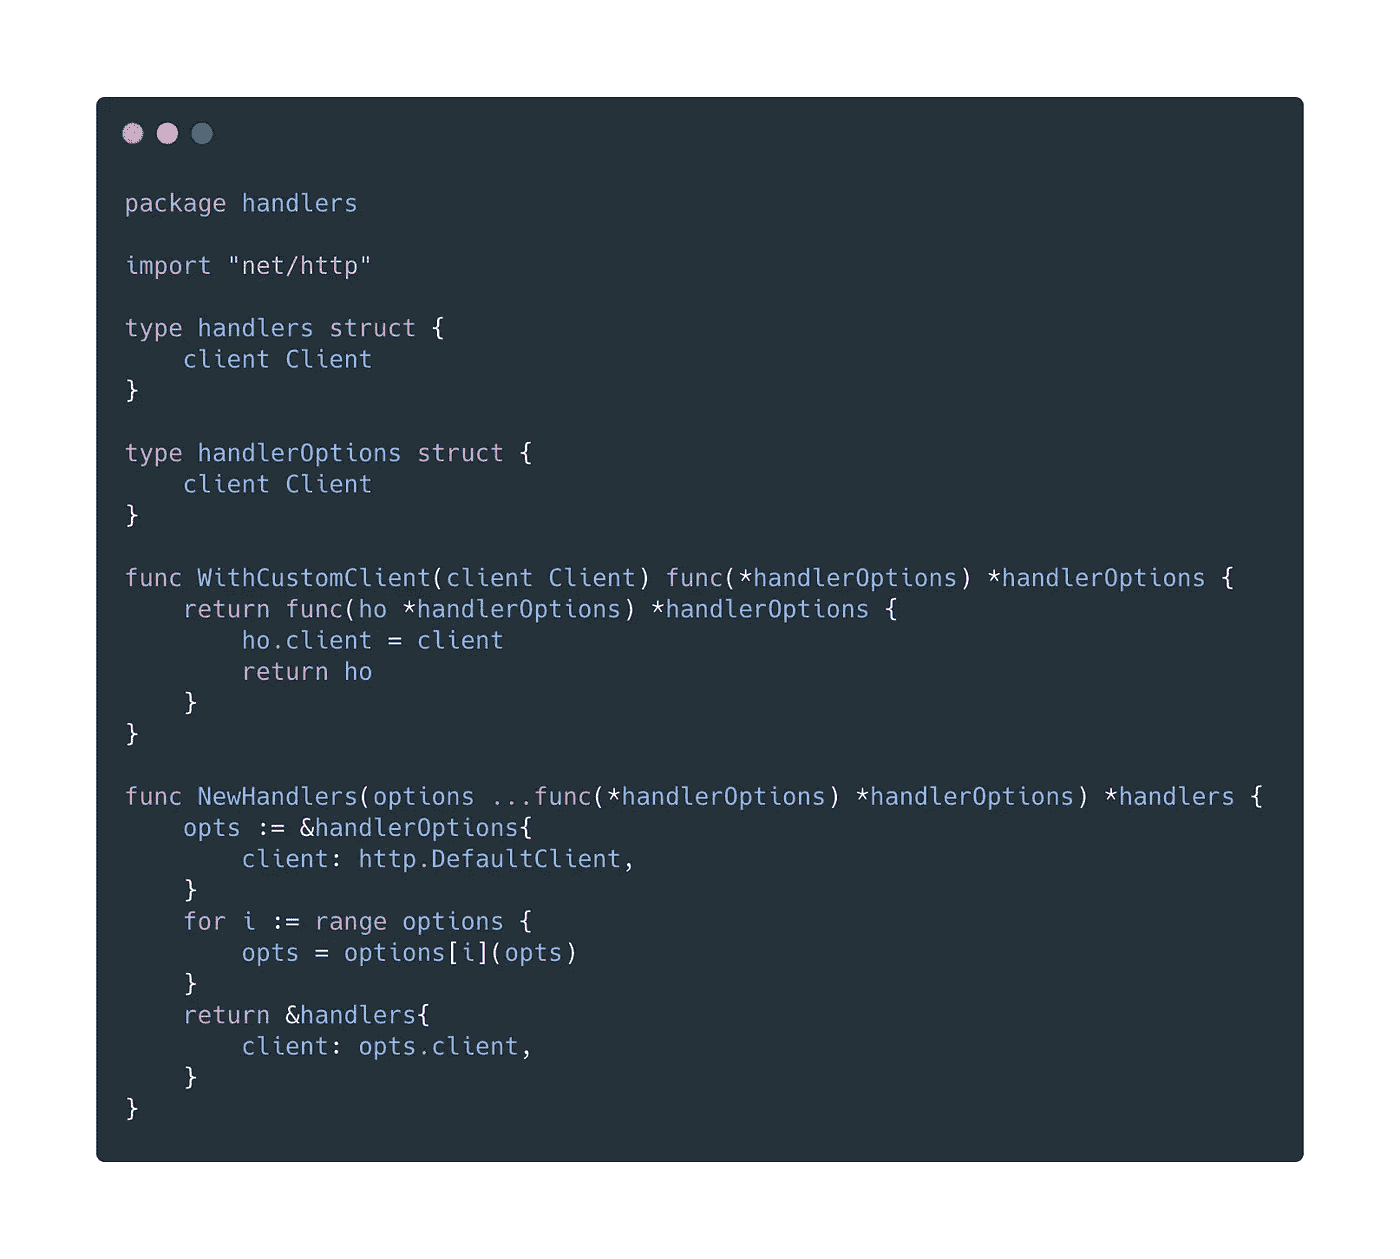 package handlers

import "net/http"

type handlers struct {
    client Client
}

type handlerOptions struct {
    client Client
}

func WithCustomClient(client Client) func(*handlerOptions) *handlerOptions {
    return func(ho *handlerOptions) *handlerOptions {
        ho.client = client
        return ho
    }
}

func NewHandlers(options ...func(*handlerOptions) *handlerOptions) *handlers {
    opts := &handlerOptions{
        client: http.DefaultClient,
    }
    for i := range options {
        opts = options[i](opts)
    }
    return &handlers{
        client: opts.client,
    }
}